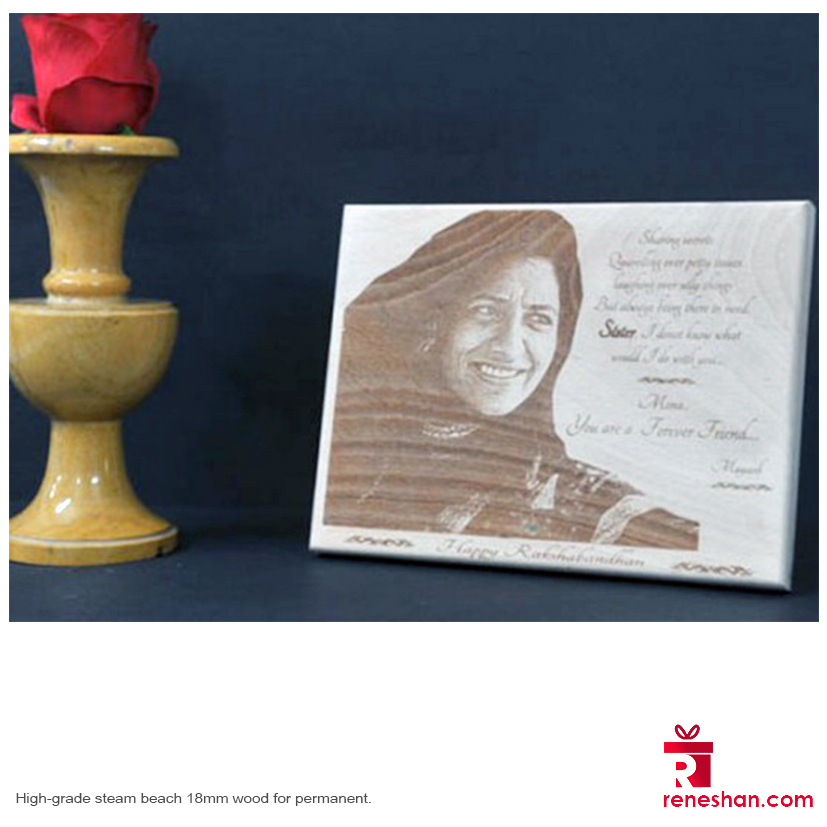 Sharing secrets
Quarreling over petty issues
laughing over silly things
But always being there in need.
Sister, I donot know what
would I do with you...
Mona..
You are a Forever Friend...
Happy Rakshabandhan
High-grade steam beach 18mm wood for permanent.
R
reneshan.com